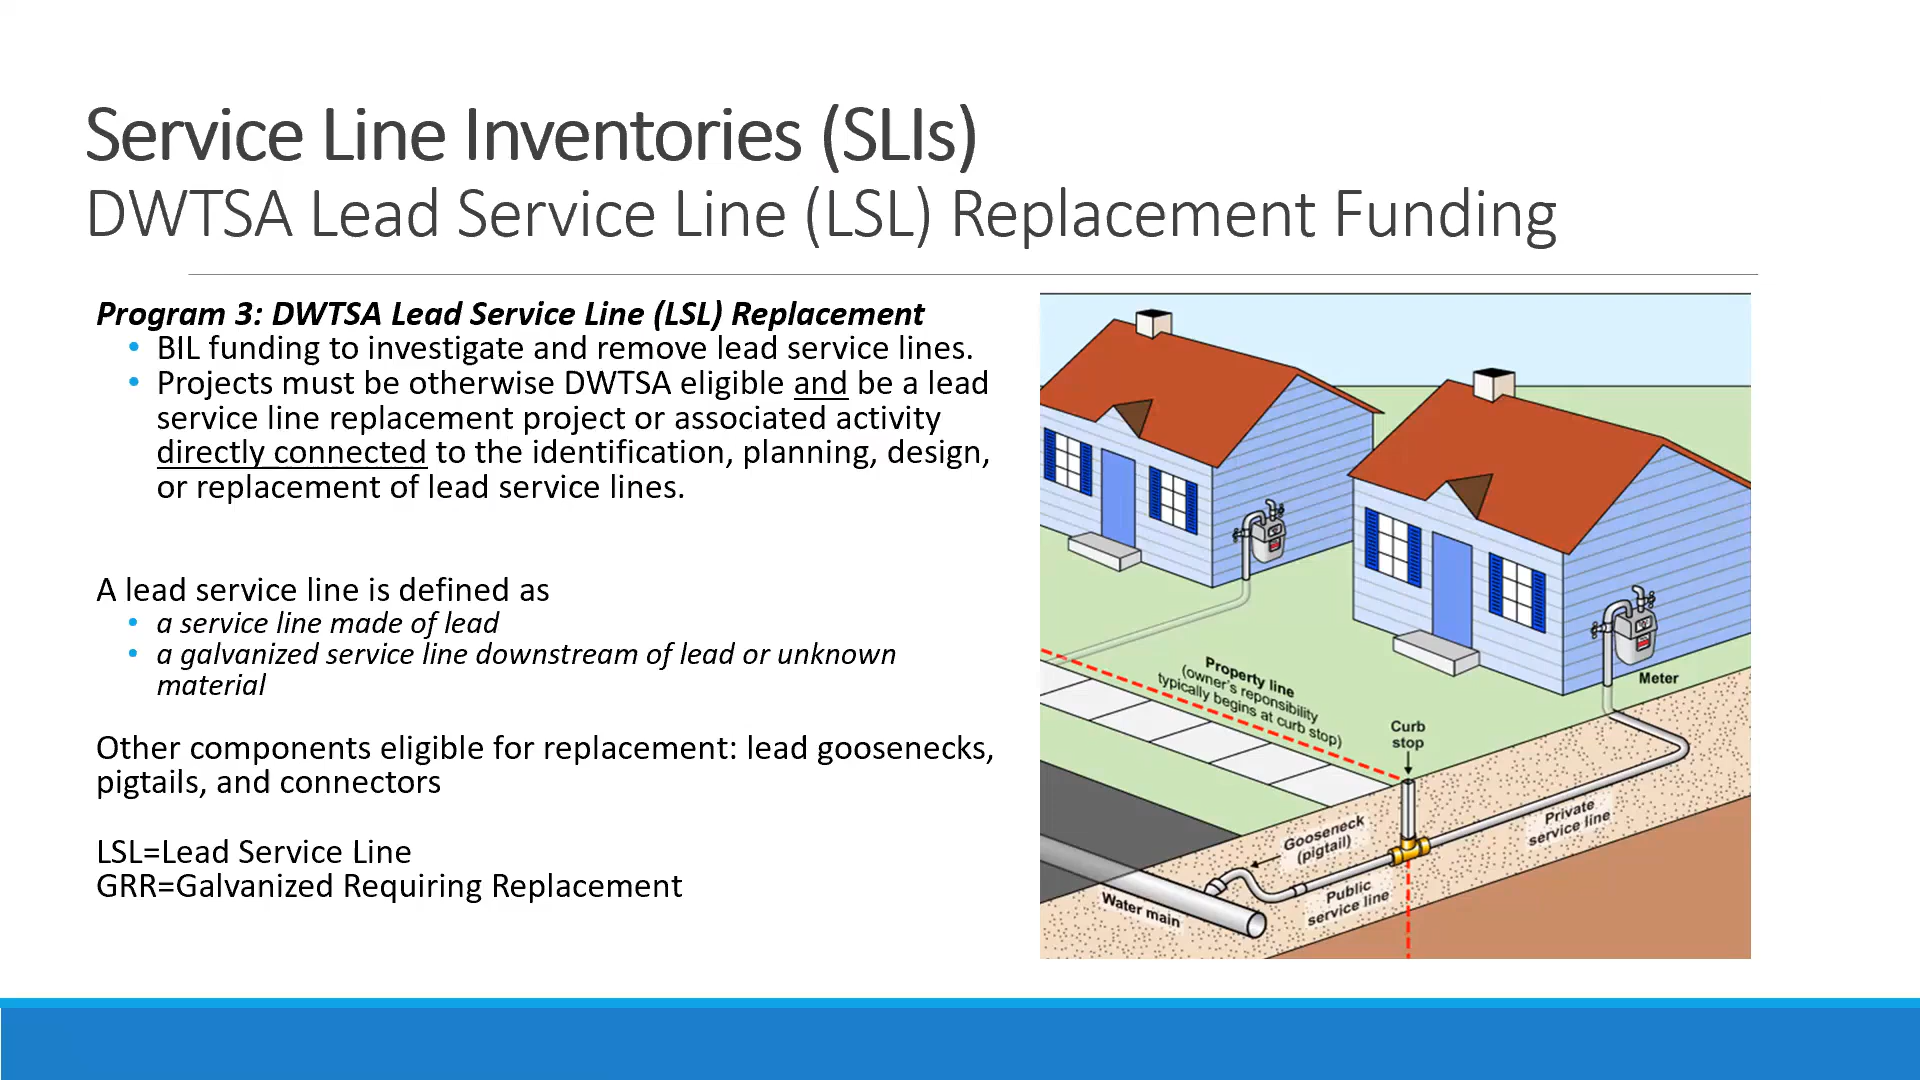 Service Line Inventories (SLIs)
DWTSA Lead Service Line (LSL) Replacement Funding
Program 3: DWTSA Lead Service Line (LSL) Replacement
• BIL funding to investigate and remove lead service lines.
• Projects must be otherwise DWTSA eligible and be a lead
service line replacement project or associated activity
directly connected to the identification, planning, design,
or replacement of lead service lines.
A lead service line is defined as
• a service line made of lead
• a galvanized service line downstream of lead or unknown
material
Other components eligible for replacement: lead goosenecks,
pigtails, and connectors
LSL=Lead Service Line
GRR=Galvanized Requiring Replacement
Property line
(owner's reponsibility
typically begins at curb stop)
Meter
Curb
stop
Gooseneck
(pigtail)
Private
service line
Public
service line
Water main